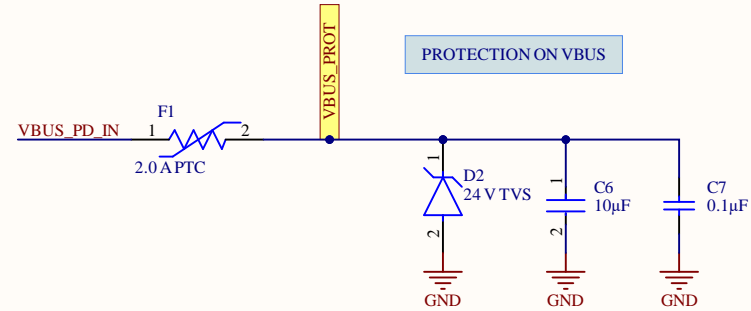 VBUS_PROT
PROTECTION ON VBUS
F1
VBUS_PD_IN
1
2
2.0 A PTC
1
D2
24 V TVS
2
1
C6
10µF
2
C7
0.1µF
GND
GND
GND